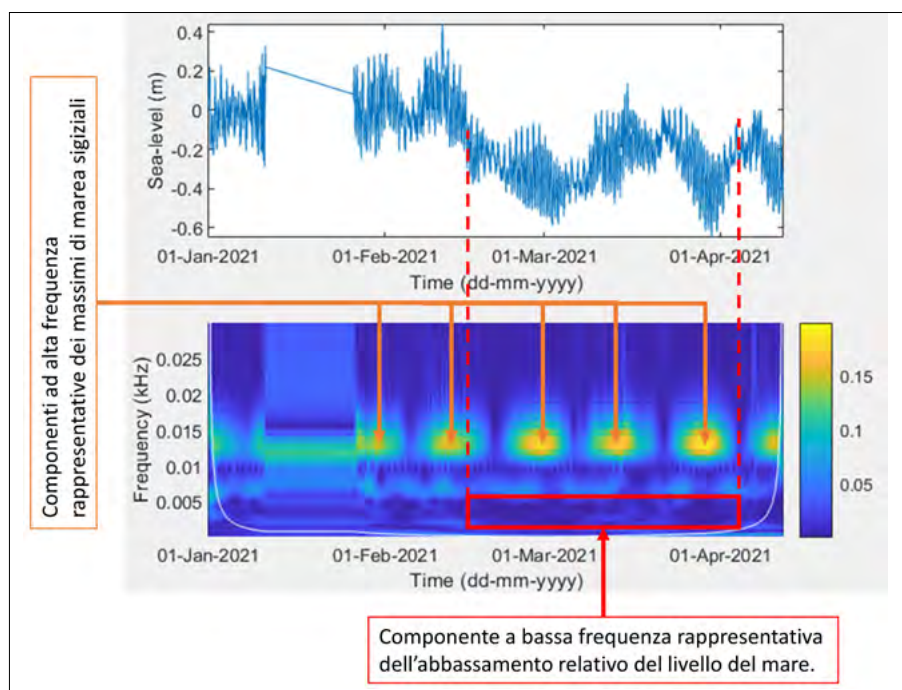 0.4
0.2
0
-0.2
-0.4
-0.6
Sea-level (m)
01-Jan-2021 01-Feb-2021 01-Mar-2021 01-Apr-2021
Time (dd-mm-yyyy)
Componenti ad alta frequenza
rappresentative dei massimi di marea sigiziali
0.025
0.02
0.015
0.01
0.005
Frequency (kHz)
0.15
0.1
0.05
01-Jan-2021 01-Feb-2021 01-Mar-2021 01-Apr-2021
Time (dd-mm-yyyy)
Componente a bassa frequenza rappresentativa
dell'abbassamento relativo del livello del mare.